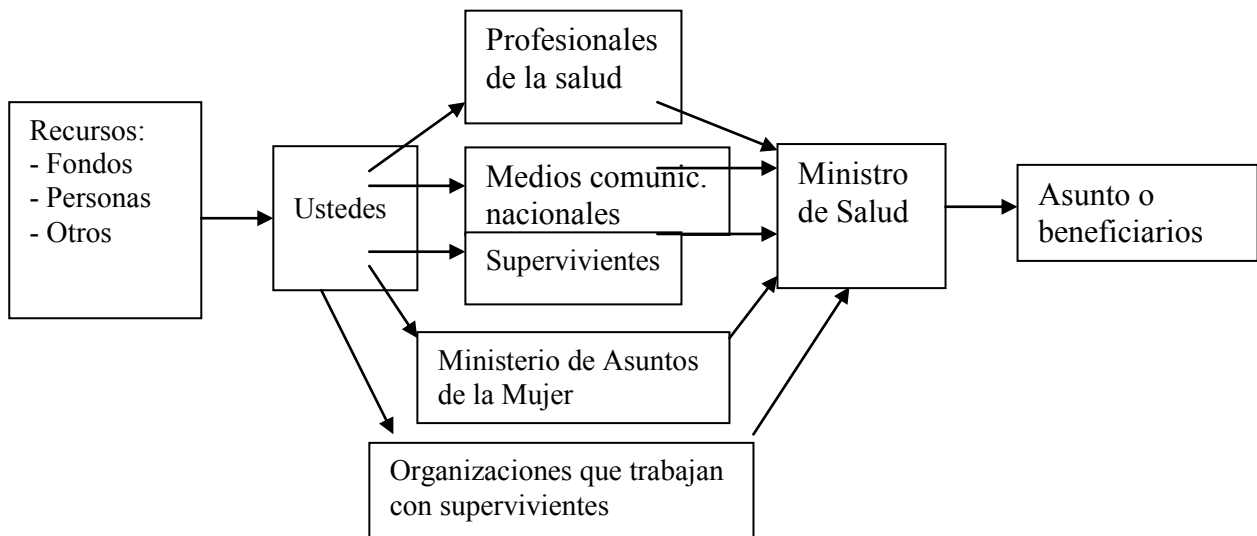 Recursos:
- Fondos
- Personas
- Otros
Ustedes
Profesionales
de la salud
Medios comunic.
nacionales
Supervivientes
Ministerio de Asuntos
de la Mujer
Organizaciones que trabajan
con supervivientes
Ministro
de Salud
Asunto o
beneficiarios